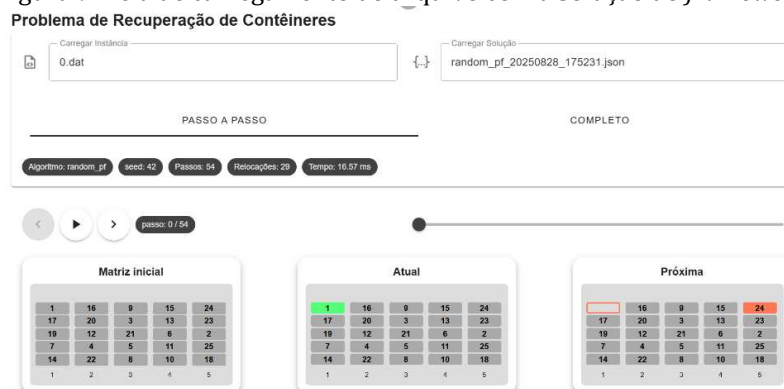 Problema de Recuperação de Contêineres
Carregar Instância
0.dat
Carregar Solução
{..} random_pf_20250828_175231.json
PASSO A PASSO
COMPLETO
Algoritmo: random_pf seed: 42 Passos: 54 Relocações: 29 Tempo: 16.57 ms
passo: 0 / 54
Matriz inicial
1 16 9 15 24
17 20 3 13 23
19 12 21 6 2
7 4 5 11 25
14 22 8 10 18
1 2 3 4 5
Atual
1 16 9 15 24
17 20 3 13 23
19 12 21 6 2
7 4 5 11 25
14 22 8 10 18
1 2 3 4 5
Próxima
16 9 15 24
17 20 3 13 23
19 12 21 6 2
7 4 5 11 25
14 22 8 10 18
1 2 3 4 5